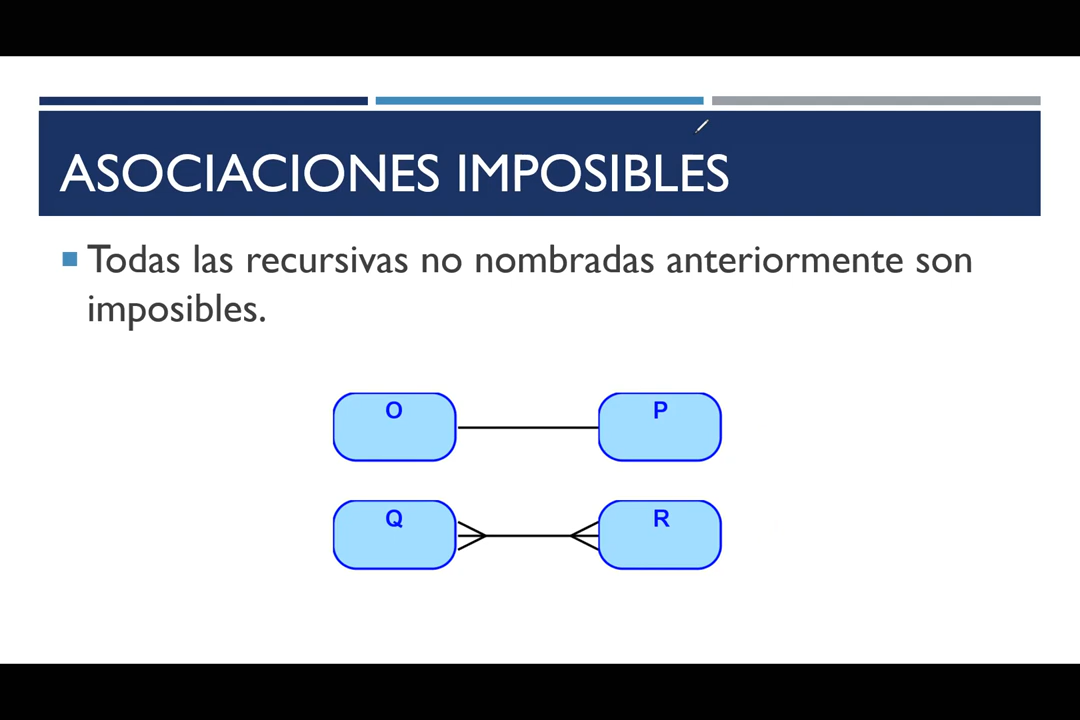 ASOCIACIONES IMPOSIBLES
Todas las recursivas no nombradas anteriormente son
imposibles.
O P
Q R